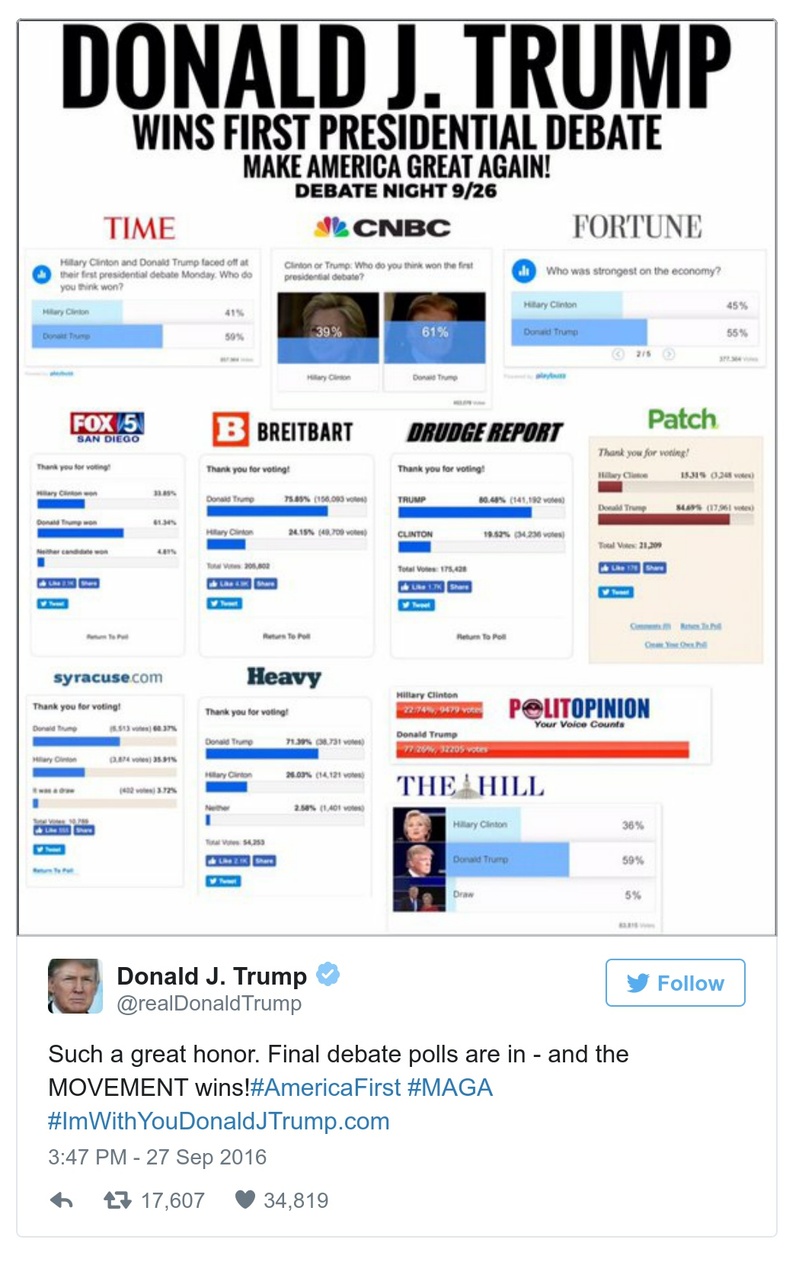 DONALD J. TRUMP
WINS FIRST PRESIDENTIAL DEBATE
MAKE AMERICA GREAT AGAIN!
DEBATE NIGHT 9/26
TIME
Hillary Clinton and Donald Trump faced off at
their first presidential debate Monday. Who do
you think won?
Hillary Clinton 41%
Donald Trump 59%
playbuzz
CNBC
Clinton or Trump: Who do you think won the first
presidential debate?
39% 61%
Hillary Clinton Donald Trump
FORTUNE
Who was strongest on the economy?
Hillary Clinton 45%
Donald Trump 55%
2/5
377,364 votes
playbuzz
FOX 5
SAN DIEGO
Thank you for voting!
Hillary Clinton won 33.85%
Donald Trump won 61.34%
Neither candidate won 4.81%
Like 2.1K Share
Tweet
Return To Poll
B BREITBART
Thank you for voting!
Donald Trump 75.85% (156,093 votes)
Hillary Clinton 24.15% (49,709 votes)
Total Votes: 205,802
Like Share
Tweet
Return To Poll
DRUDGE REPORT
Thank you for voting!
TRUMP 80.48% (141,192 votes)
CLINTON 19.52% (34,236 votes)
Total Votes: 175,428
Like 1.7K Share
Tweet
Return To Poll
Patch
Thank you for voting!
Hillary Clinton 15.31% (3,248 votes)
Donald Trump 84.69% (17,961 votes)
Total Votes: 21,209
Like 176 Share
Tweet
Comments (0) Return To Poll
Create Your Own Poll
syracuse.com
Thank you for voting!
Donald Trump (6,513 votes) 60.37%
Hillary Clinton (3,874 votes) 35.91%
It was a draw (402 votes) 3.72%
Total Votes: 10,789
Like Share
Tweet
Return To Poll
Heavy
Thank you for voting!
Donald Trump 71.39% (38,731 votes)
Hillary Clinton 26.03% (14,121 votes)
Neither 2.58% (1,401 votes)
Total Votes: 54,253
Like 2.1K Share
Tweet
Hillary Clinton
22.74%, 9479 votes
Donald Trump
77.26%, 32205 votes
POLITOPINION
Your Voice Counts
THE HILL
Hillary Clinton 36%
Donald Trump 59%
Draw 5%
Donald J. Trump
@realDonaldTrump
Follow
Such a great honor. Final debate polls are in - and the
MOVEMENT wins!#AmericaFirst #MAGA
#ImWithYouDonaldJTrump.com
3:47 PM - 27 Sep 2016
17,607 34,819